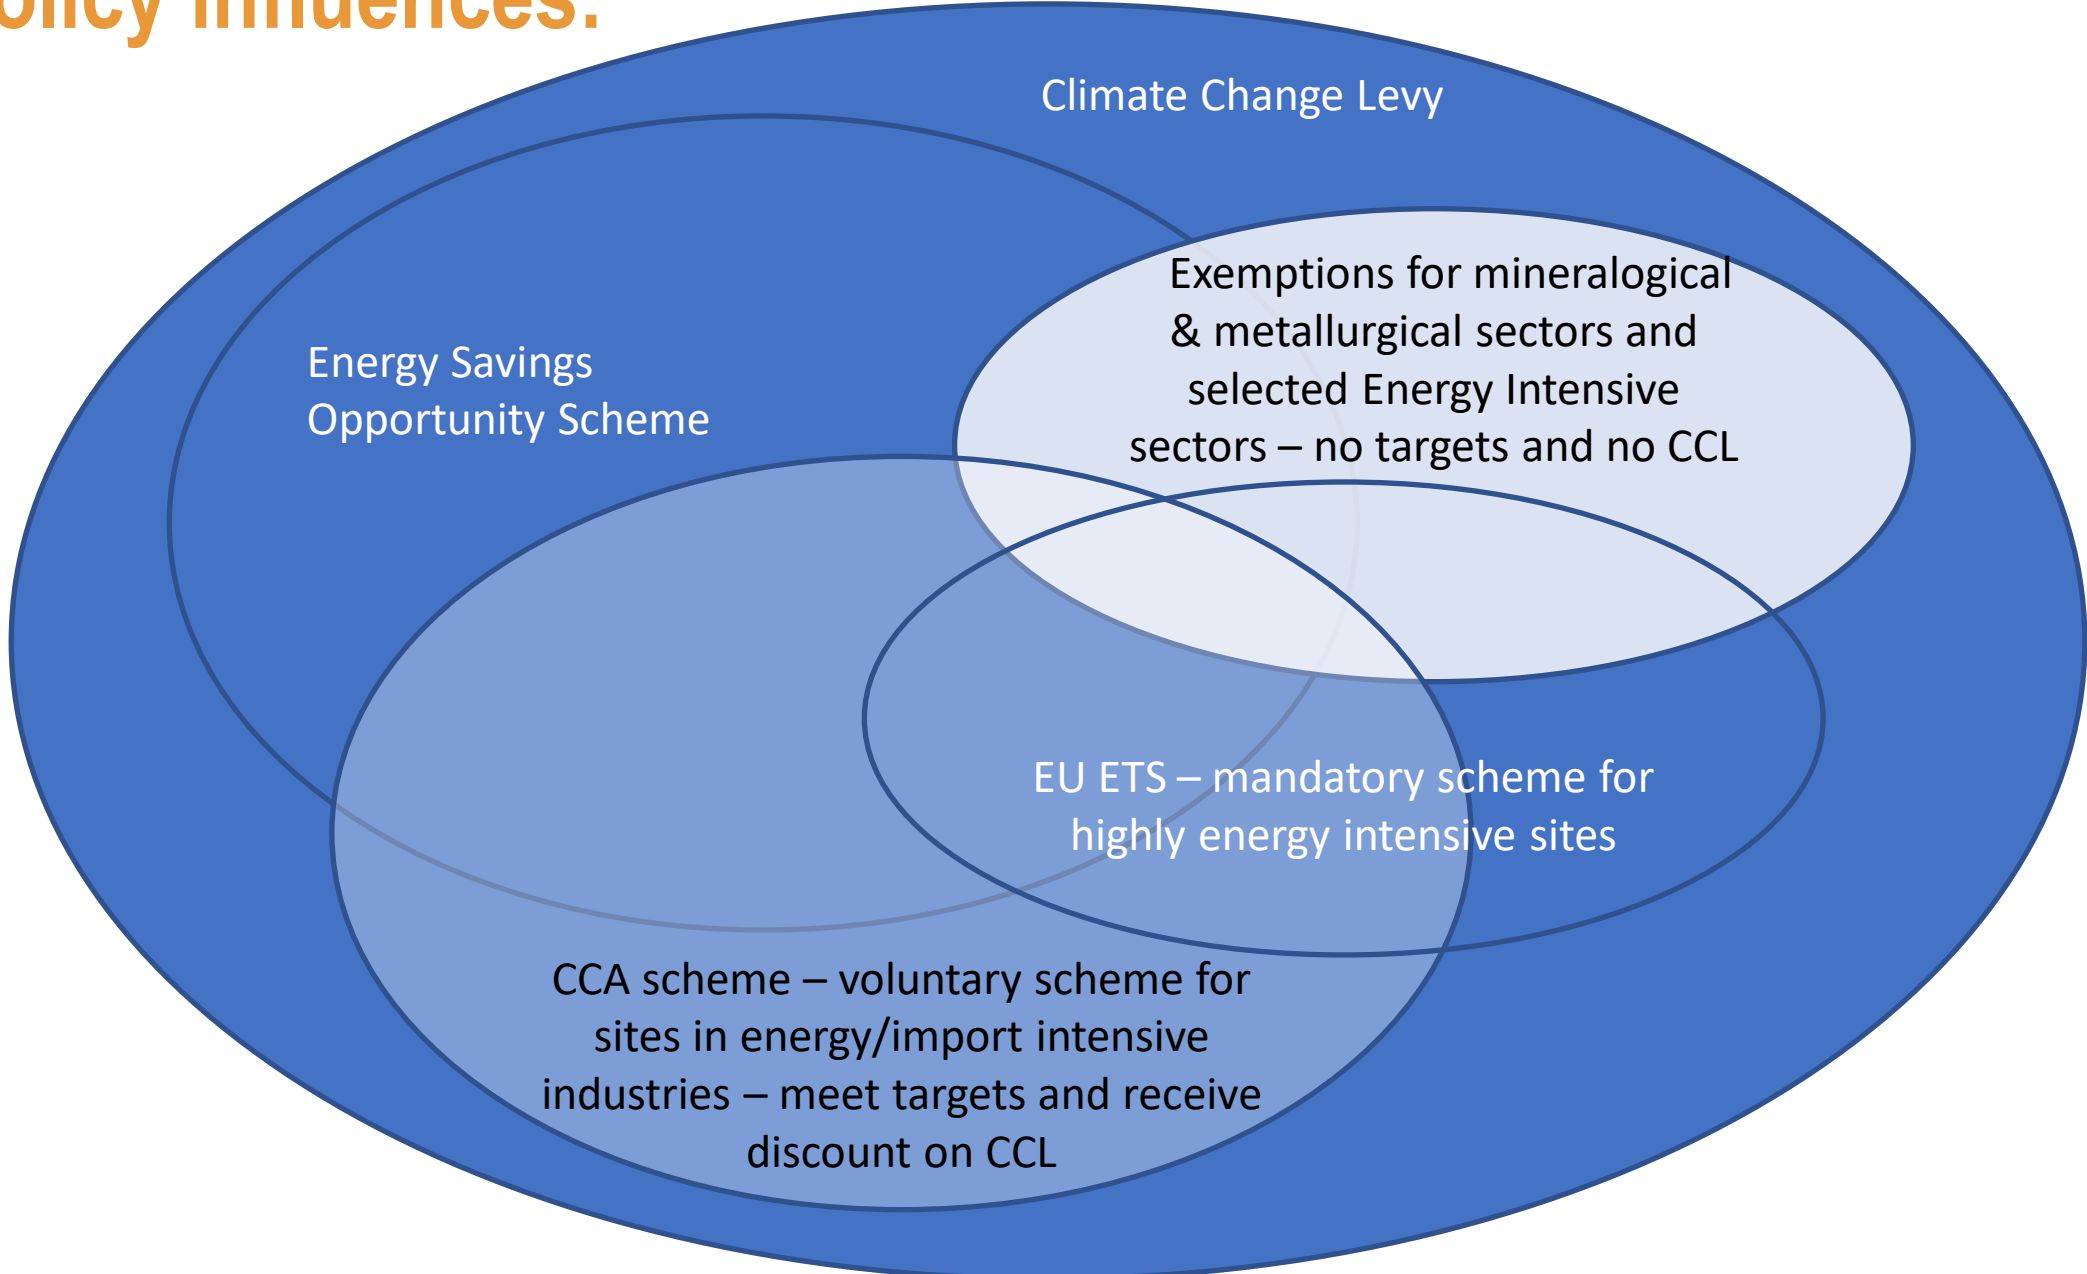 olicy influences:
Climate Change Levy
Exemptions for mineralogical
& metallurgical sectors and
selected Energy Intensive
sectors – no targets and no CCL
Energy Savings
Opportunity Scheme
EU ETS – mandatory scheme for
highly energy intensive sites
CCA scheme – voluntary scheme for
sites in energy/import intensive
industries – meet targets and receive
discount on CCL